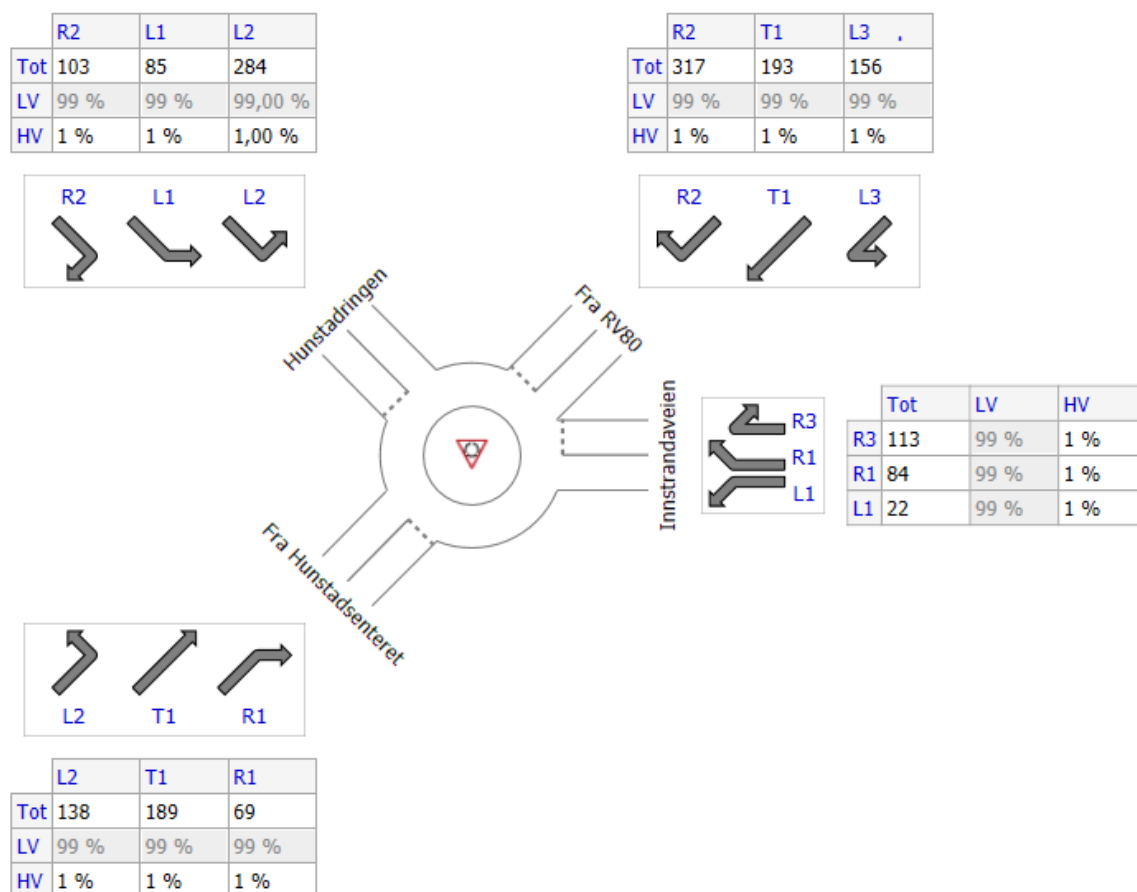 R2 L1 L2
Tot 103 85 284
LV 99 % 99 % 99,00 %
HV 1 % 1 % 1,00 %
R2 L1 L2
R2 T1 L3
Tot 317 193 156
LV 99 % 99 % 99 %
HV 1 % 1 % 1 %
R2 T1 L3
Hunstadringen
Fra RV80
Innstrandaveien
R3
R1
L1
Tot LV HV
R3 113 99 % 1 %
R1 84 99 % 1 %
L1 22 99 % 1 %
Fra Hunstadsenteret
L2 T1 R1
L2 T1 R1
Tot 138 189 69
LV 99 % 99 % 99 %
HV 1 % 1 % 1 %